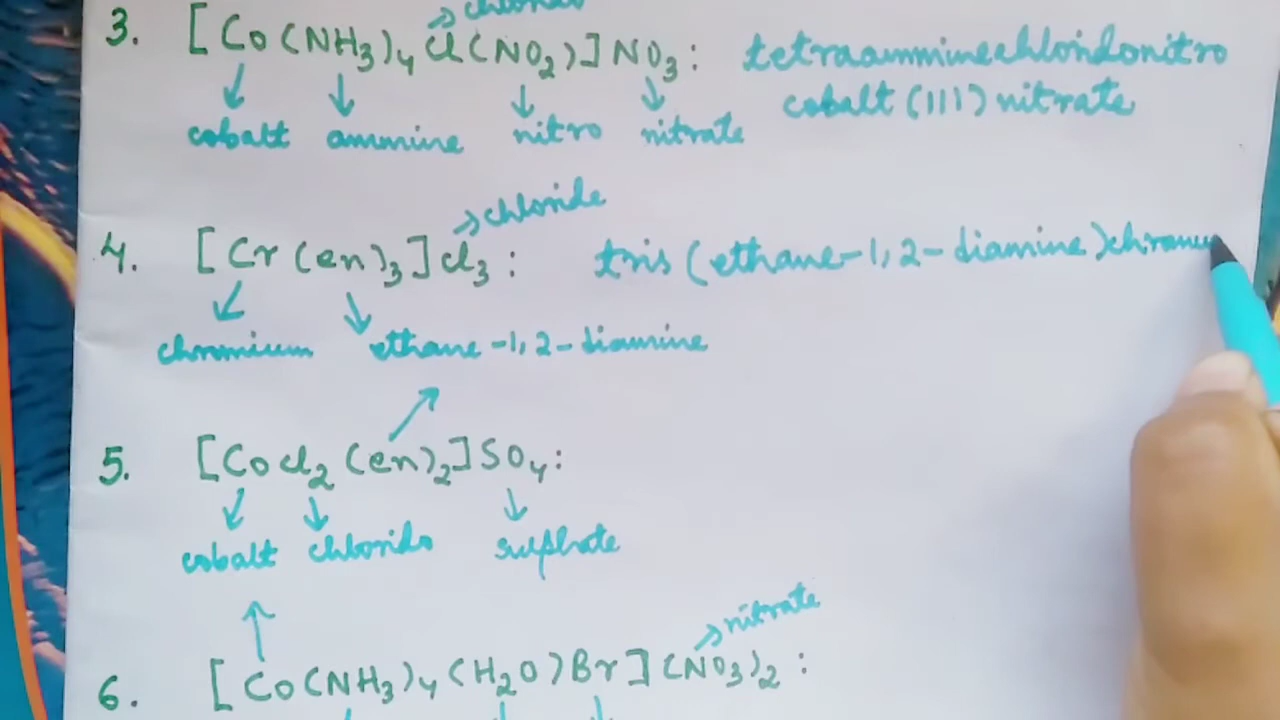 chlorido
3. [Co(NH3)4Cl(NO2)]NO3: tetraamminechloridonitro
cobalt (III) nitrate
cobalt ammine nitro nitrate
chloride
4. [Cr(en)3]Cl3: tris (ethane-1,2-diamine)
chromium ethane-1,2-diamine
5. [CoCl2(en)2]SO4:
cobalt chlorido sulphate
nitrate
6. [Co(NH3)4(H2O)Br](NO3)2: